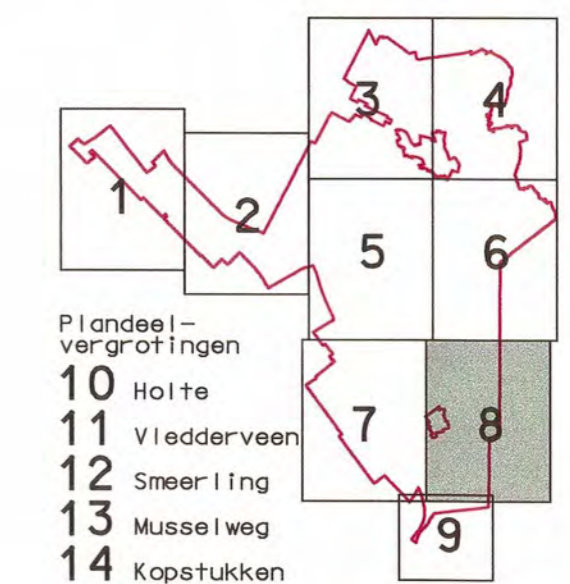 3 4
1 2
5 6
Plandeel-
vergrotingen
10 Holte
11 Vledderveen
12 Smeerling
13 Musselweg
14 Kopstukken
7 8
9